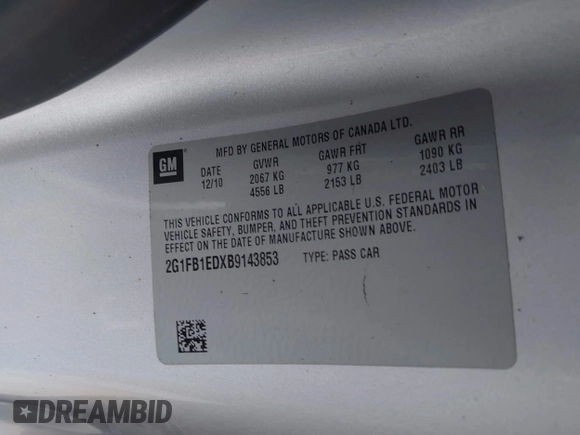 MFD BY GENERAL MOTORS OF CANADA LTD.
GM
DATE GVWR GAWR FRT GAWR RR
12/10 2067 KG 977 KG 1090 KG
4556 LB 2153 LB 2403 LB
THIS VEHICLE CONFORMS TO ALL APPLICABLE U.S. FEDERAL MOTOR
VEHICLE SAFETY, BUMPER, AND THEFT PREVENTION STANDARDS IN
EFFECT ON THE DATE OF MANUFACTURE SHOWN ABOVE.
2G1FB1EDXB9143853 TYPE: PASS CAR
DREAMBID